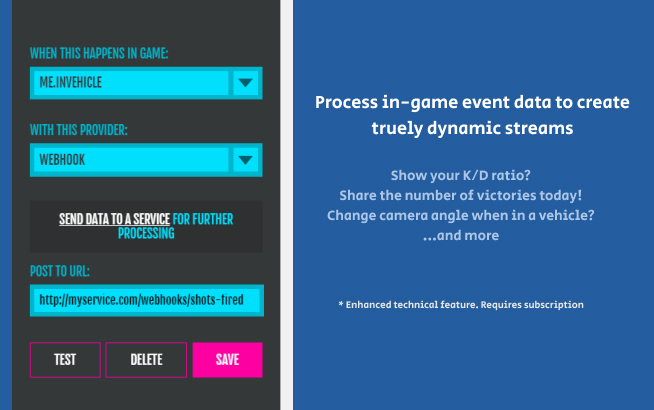 WHEN THIS HAPPENS IN GAME:
ME.INVEHICLE
WITH THIS PROVIDER:
WEBHOOK
SEND DATA TO A SERVICE FOR FURTHER
PROCESSING
POST TO URL:
http://myservice.com/webhooks/shots-fired
TEST DELETE SAVE
Process in-game event data to create
truely dynamic streams
Show your K/D ratio?
Share the number of victories today!
Change camera angle when in a vehicle?
...and more
* Enhanced technical feature. Requires subscription